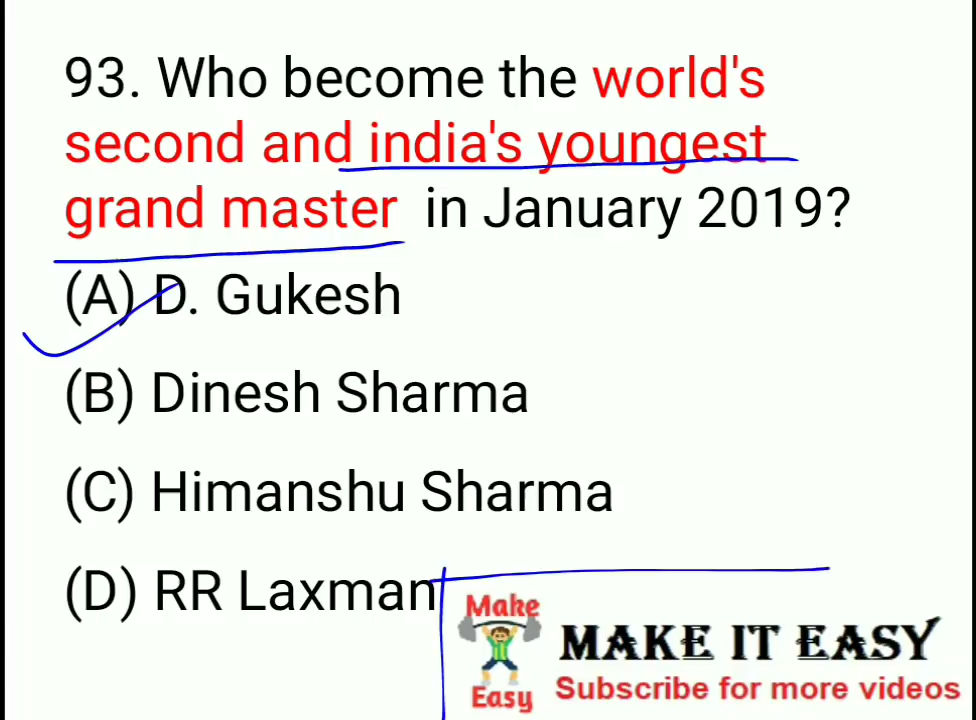 93. Who become the world's
second and india's youngest
grand master in January 2019?
(A) D. Gukesh
(B) Dinesh Sharma
(C) Himanshu Sharma
(D) RR Laxman
Make
Easy
MAKE IT EASY
Subscribe for more videos